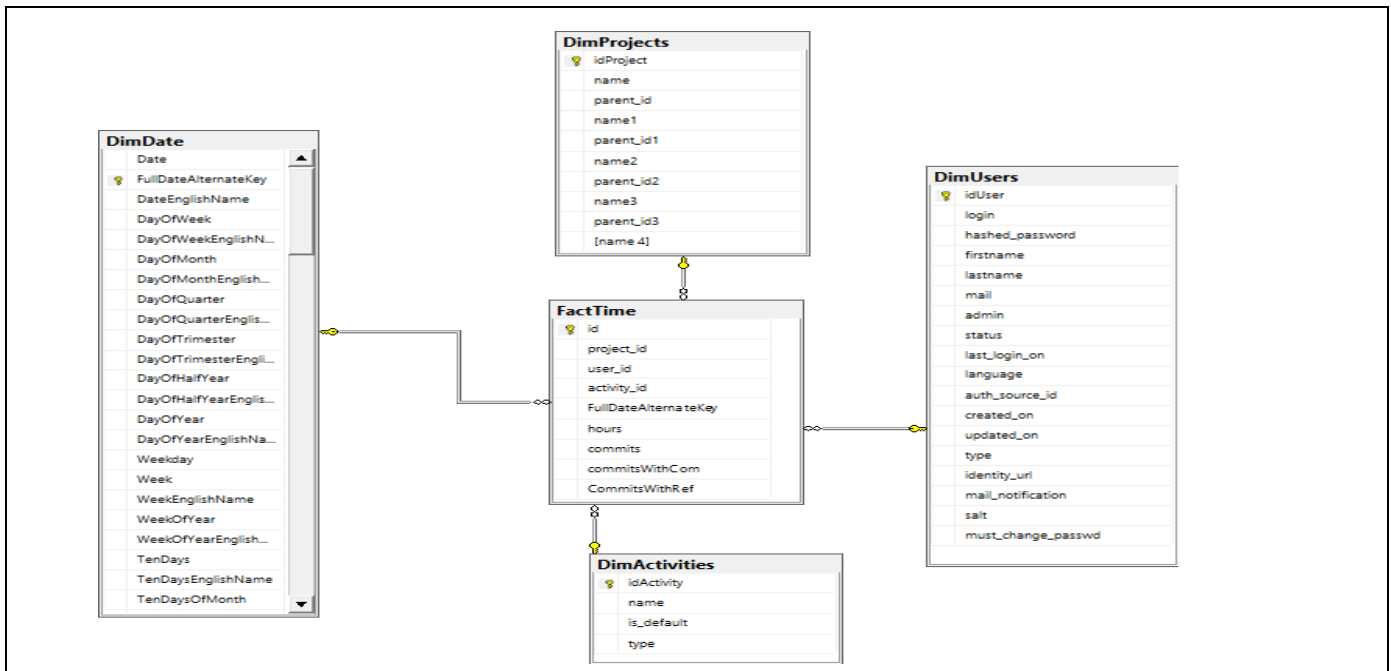 DimProjects
idProject
name
parent_id
name1
parent_id1
name2
parent_id2
name3
parent_id3
[name 4]
DimDate
Date
FullDateAlternateKey
DateEnglishName
DayOfWeek
DayOfWeekEnglishN...
DayOfMonth
DayOfMonthEnglish...
DayOfQuarter
DayOfQuarterEnglis...
DayOfTrimester
DayOfTrimesterEngli...
DayOfHalfYear
DayOfHalfYearEnglis...
DayOfYear
DayOfYearEnglishNa...
Weekday
Week
WeekEnglishName
WeekOfYear
WeekOfYearEnglish...
TenDays
TenDaysEnglishName
TenDaysOfMonth
FactTime
id
project_id
user_id
activity_id
FullDateAlternateKey
hours
commits
commitsWithCom
CommitsWithRef
DimUsers
idUser
login
hashed_password
firstname
lastname
mail
admin
status
last_login_on
language
auth_source_id
created_on
updated_on
type
identity_url
mail_notification
salt
must_change_passwd
DimActivities
idActivity
name
is_default
type